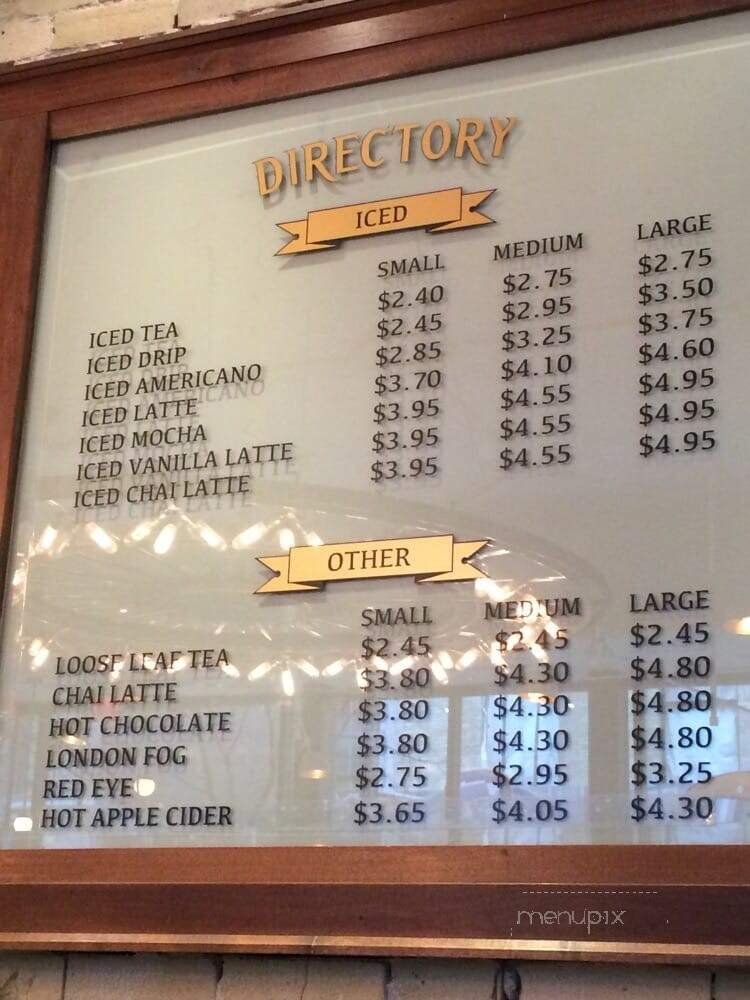 DIRECTORY
ICED
SMALL MEDIUM LARGE
ICED TEA $2.40 $2.75 $2.75
ICED DRIP $2.45 $2.95 $3.50
ICED AMERICANO $2.85 $3.25 $3.75
ICED LATTE $3.70 $4.10 $4.60
ICED MOCHA $3.95 $4.55 $4.95
ICED VANILLA LATTE $3.95 $4.55 $4.95
ICED CHAI LATTE $3.95 $4.55 $4.95
OTHER
SMALL MEDIUM LARGE
LOOSE LEAF TEA $2.45 $2.45 $2.45
CHAI LATTE $3.80 $4.30 $4.80
HOT CHOCOLATE $3.80 $4.30 $4.80
LONDON FOG $3.80 $4.30 $4.80
RED EYE $2.75 $2.95 $3.25
HOT APPLE CIDER $3.65 $4.05 $4.30
menupix